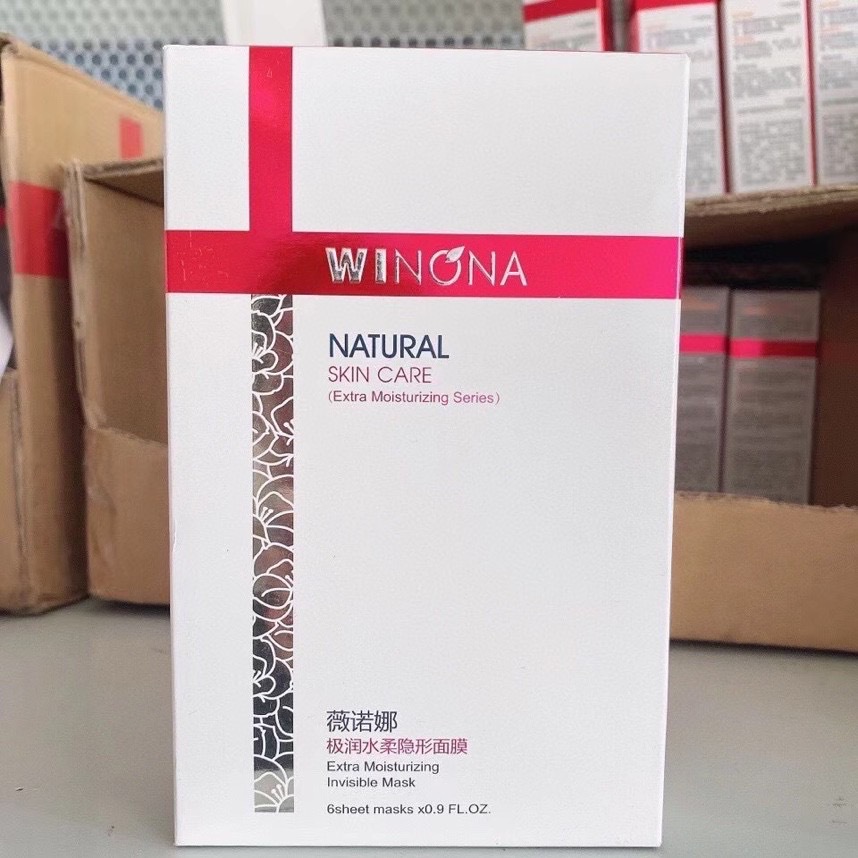 WINONA
NATURAL
SKIN CARE
(Extra Moisturizing Series)
薇诺娜
极润水柔隐形面膜
Extra Moisturizing
Invisible Mask
6sheet masks x0.9 FL.OZ.